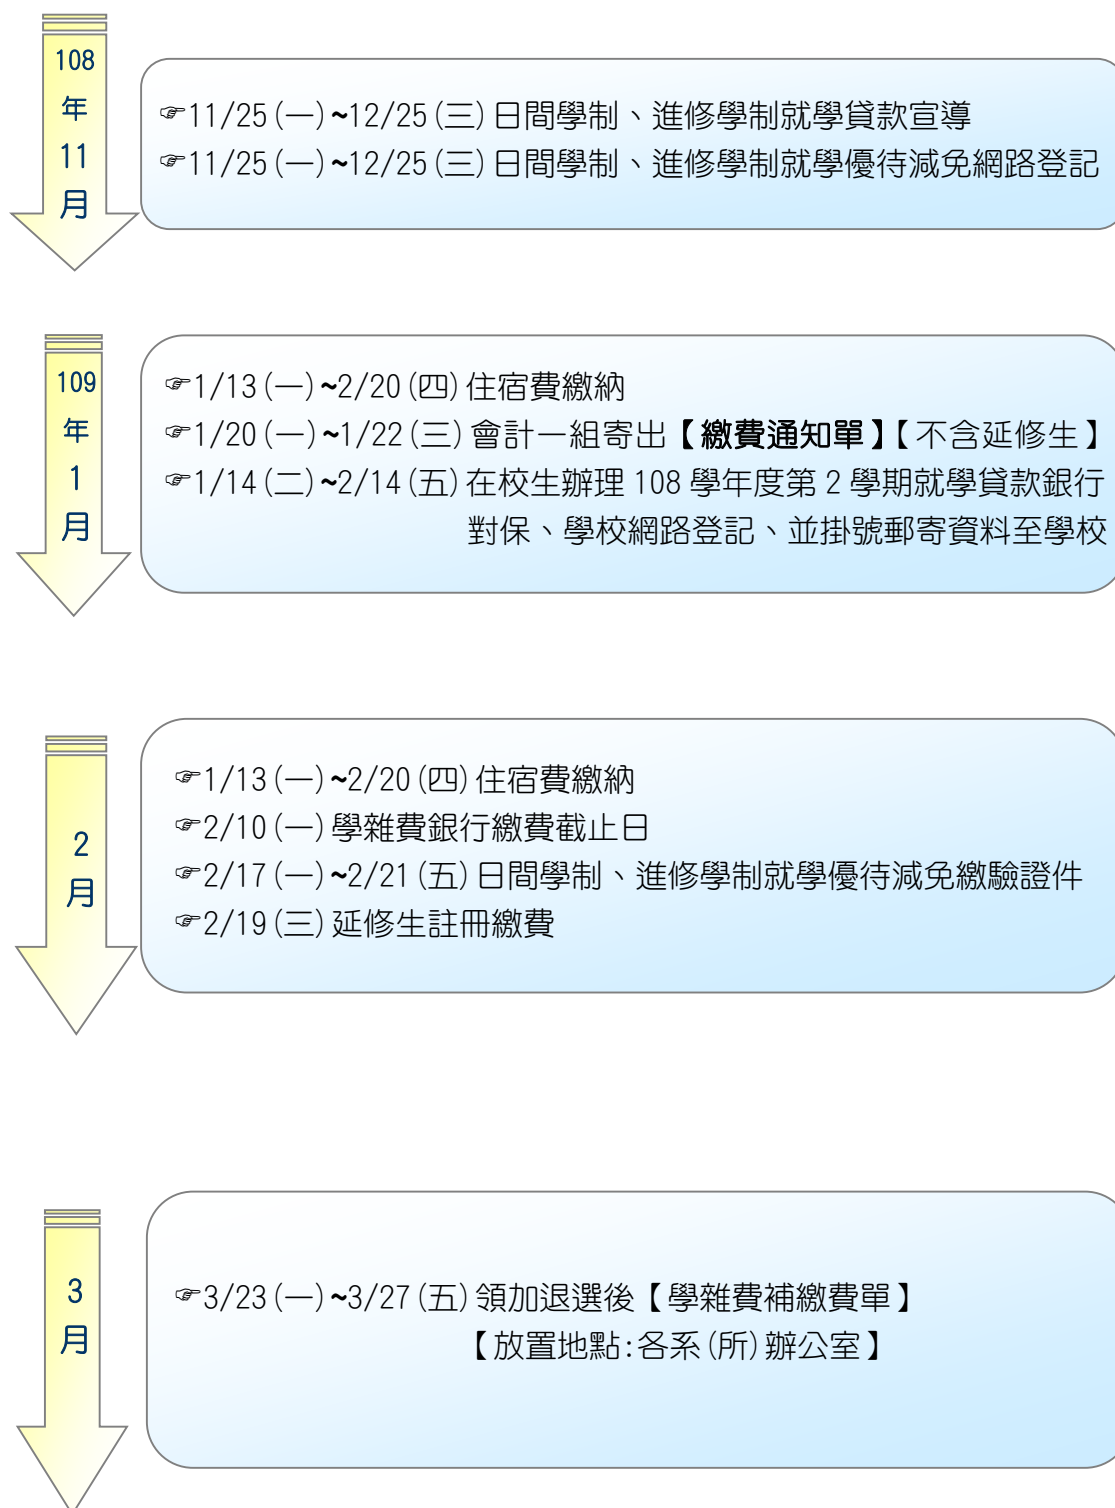 108
年
11
月
☞11/25(一)~12/25(三)日間學制、進修學制就學貸款宣導
☞11/25(一)~12/25(三)日間學制、進修學制就學優待減免網路登記
109
年
1
月
☞1/13(一)~2/20(四)住宿費繳納
☞1/20(一)~1/22(三)會計一組寄出【繳費通知單】【不含延修生】
☞1/14(二)~2/14(五)在校生辦理 108 學年度第 2 學期就學貸款銀行
對保、學校網路登記、並掛號郵寄資料至學校
2
月
☞1/13(一)~2/20(四)住宿費繳納
☞2/10(一)學雜費銀行繳費截止日
☞2/17(一)~2/21(五)日間學制、進修學制就學優待減免繳驗證件
☞2/19(三)延修生註冊繳費
3
月
☞3/23(一)~3/27(五)領加退選後【學雜費補繳費單】
【放置地點:各系(所)辦公室】